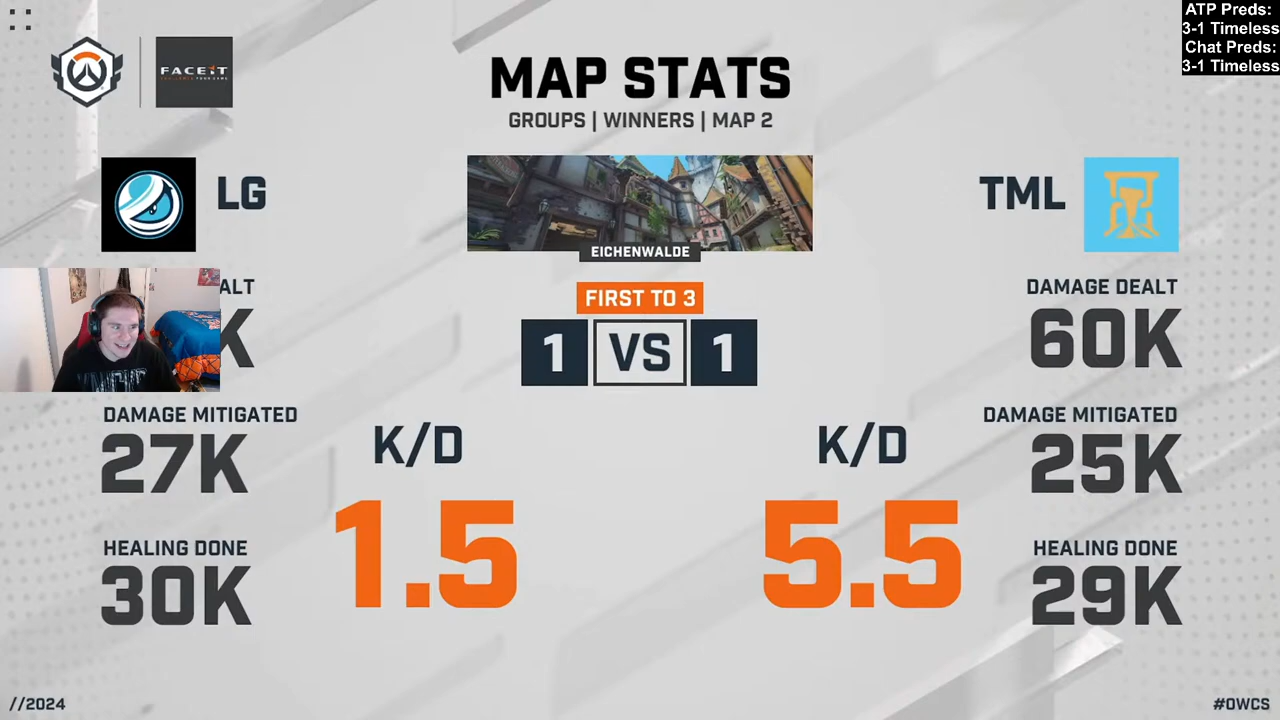 ATP Preds:
3-1 Timeless
Chat Preds:
3-1 Timeless
FACEIT
MAP STATS
GROUPS | WINNERS | MAP 2
LG
TML
EICHENWALDE
FIRST TO 3
1 VS 1
ALT
K
DAMAGE MITIGATED
27K
HEALING DONE
30K
K/D
1.5
K/D
5.5
DAMAGE DEALT
60K
DAMAGE MITIGATED
25K
HEALING DONE
29K
//2024
#OWCS